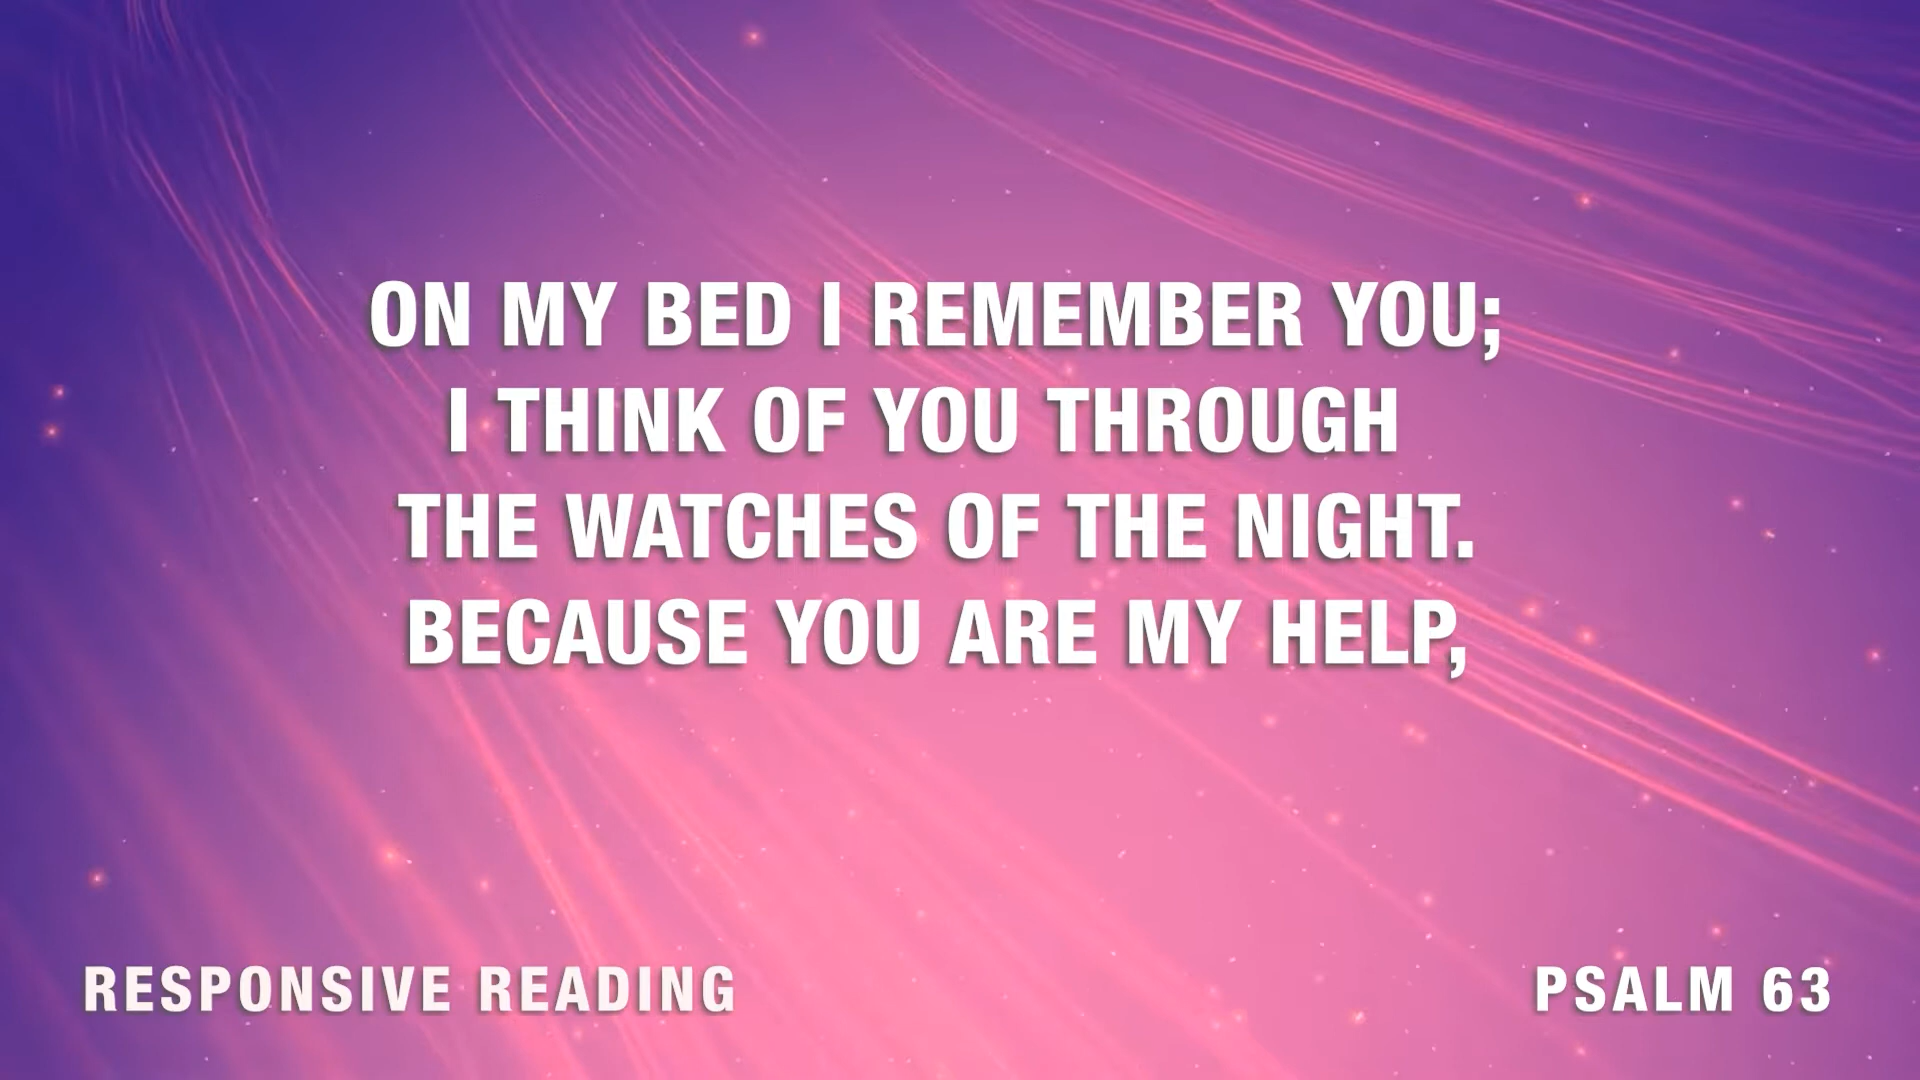 ON MY BED I REMEMBER YOU;
I THINK OF YOU THROUGH
THE WATCHES OF THE NIGHT.
BECAUSE YOU ARE MY HELP,
RESPONSIVE READING
PSALM 63